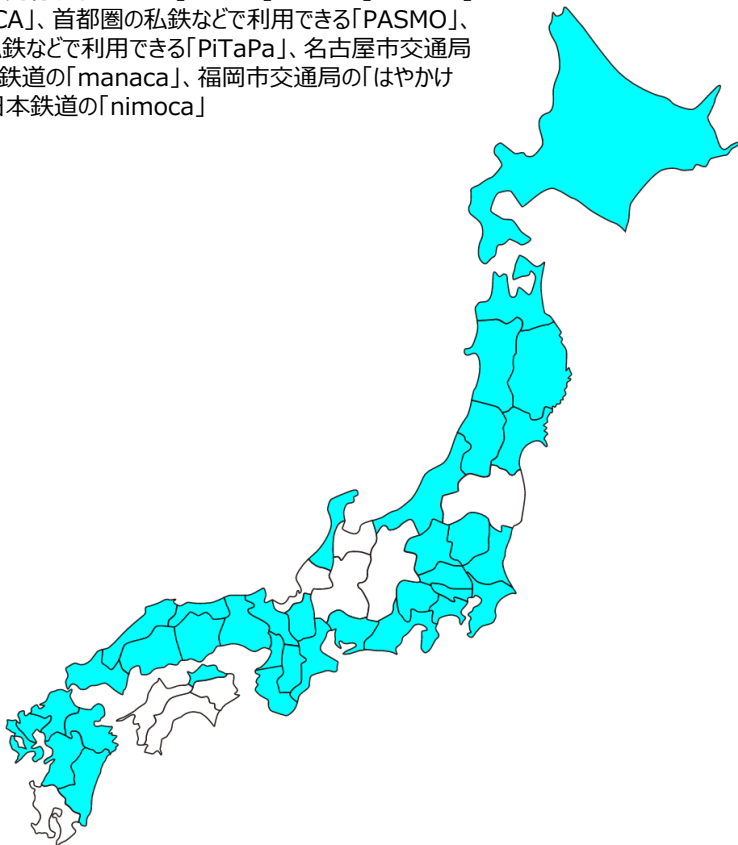 CA」、首都圏の私鉄などで利用できる「PASMO」、
鉄などで利用できる「PiTaPa」、名古屋市交通局
鉄道の「manaca」、福岡市交通局の「はやかけ
日本鉄道の「nimoca」